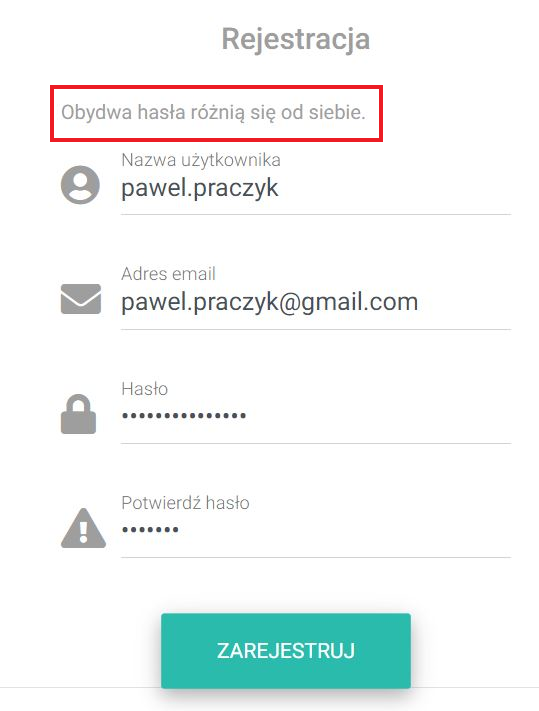 Rejestracja
Obydwa hasła różnią się od siebie.
Nazwa użytkownika
pawel.praczyk
Adres email
pawel.praczyk@gmail.com
Hasło
•••••••••••••••
Potwierdź hasło
•••••••
ZAREJESTRUJ